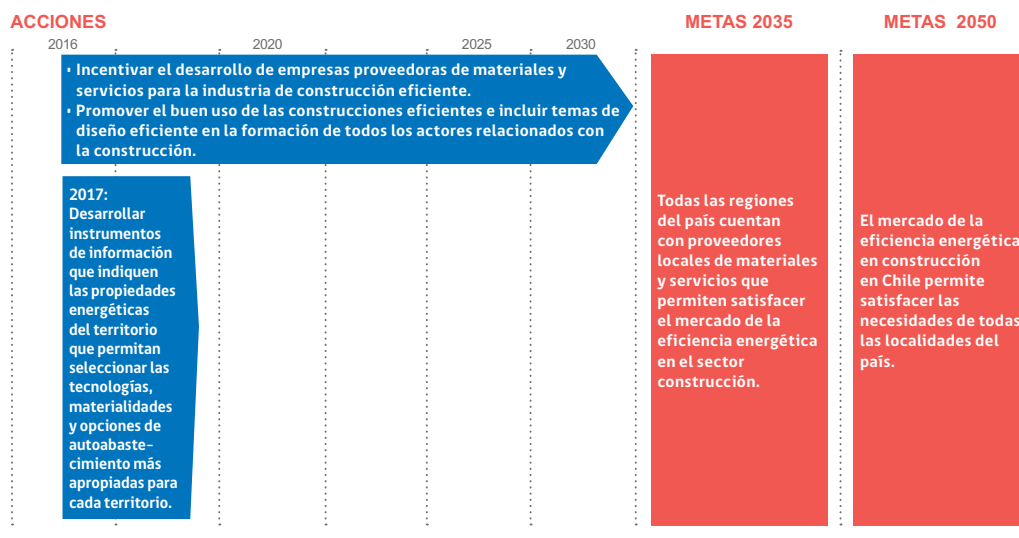 ACCIONES
METAS 2035
METAS 2050
2016
2020
2025
2030
• Incentivar el desarrollo de empresas proveedoras de materiales y
servicios para la industria de construcción eficiente.
• Promover el buen uso de las construcciones eficientes e incluir temas de
diseño eficiente en la formación de todos los actores relacionados con
la construcción.
2017:
Desarrollar
instrumentos
de información
que indiquen
las propiedades
energéticas
del territorio
que permitan
seleccionar las
tecnologías,
materialidades
y opciones de
autoabaste-
cimiento más
apropiadas para
cada territorio.
Todas las regiones
del país cuentan
con proveedores
locales de materiales
y servicios que
permiten satisfacer
el mercado de la
eficiencia energética
en el sector
construcción.
El mercado de la
eficiencia energética
en construcción
en Chile permite
satisfacer las
necesidades de todas
las localidades del
país.